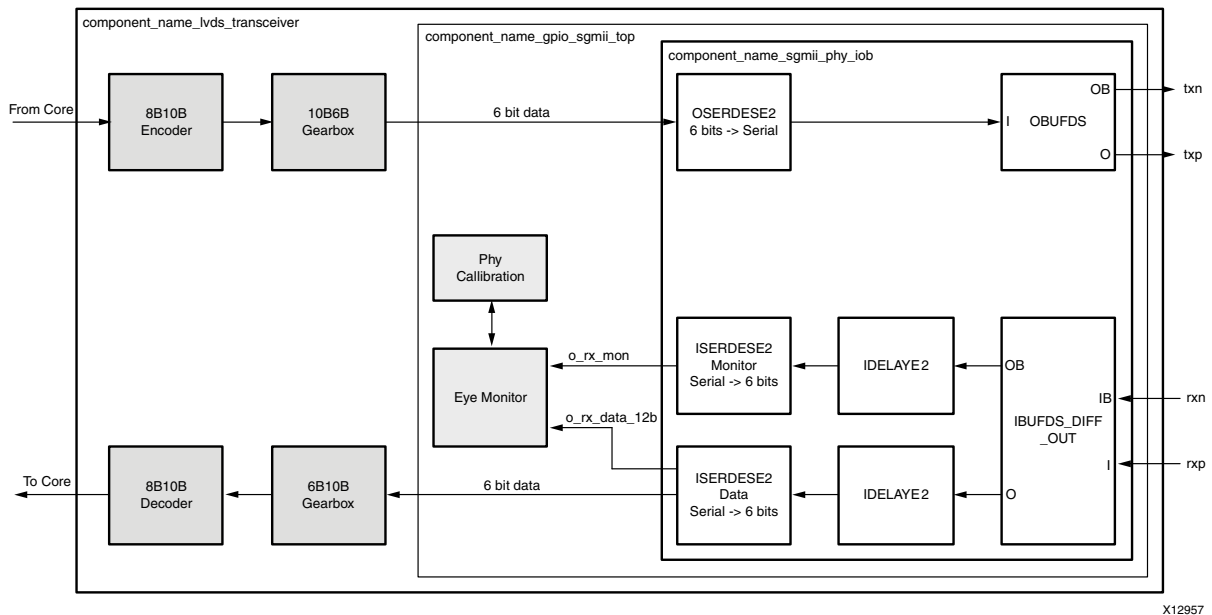 component_name_lvds_transceiver
component_name_gpio_sgmii_top
component_name_sgmii_phy_iob
From Core
8B10B
Encoder
10B6B
Gearbox
6 bit data
OSERDESE2
6 bits -> Serial
I
OBUFDS
OB
O
txn
txp
Phy
Callibration
Eye Monitor
o_rx_mon
o_rx_data_12b
ISERDESE2
Monitor
Serial -> 6 bits
IDELAYE2
OB
IB
IBUFDS_DIFF
_OUT
I
O
rxn
rxp
To Core
8B10B
Decoder
6B10B
Gearbox
6 bit data
ISERDESE2
Data
Serial -> 6 bits
IDELAYE2
X12957